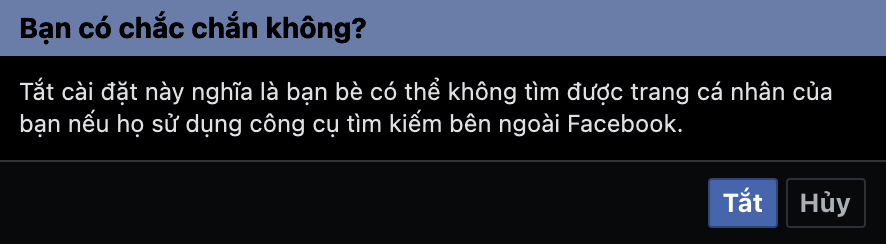 Bạn có chắc chắn không?
Tắt cài đặt này nghĩa là bạn bè có thể không tìm được trang cá nhân của
bạn nếu họ sử dụng công cụ tìm kiếm bên ngoài Facebook.
Tắt Hủy